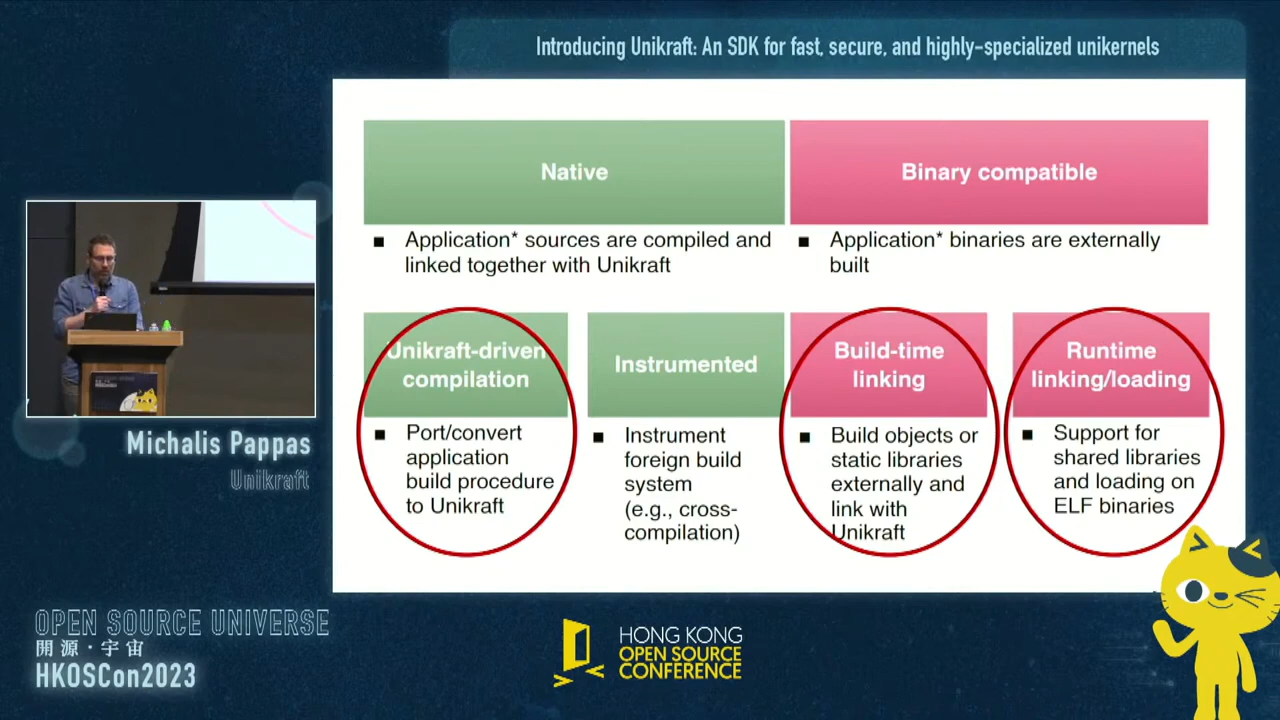 Introducing Unikraft: An SDK for fast, secure, and highly-specialized unikernels
Native
Binary compatible
■ Application* sources are compiled and
linked together with Unikraft
■ Application* binaries are externally
built
Unikraft-driven
compilation
Instrumented
Build-time
linking
Runtime
linking/loading
■ Port/convert
application
build procedure
to Unikraft
■ Instrument
foreign build
system
(e.g., cross-
compilation)
■ Build objects or
static libraries
externally and
link with
Unikraft
■ Support for
shared libraries
and loading on
ELF binaries
Michalis Pappas
Unikraft
OPEN SOURCE UNIVERSE
開源·宇宙
HKOSCon2023
HONG KONG
OPEN SOURCE
CONFERENCE